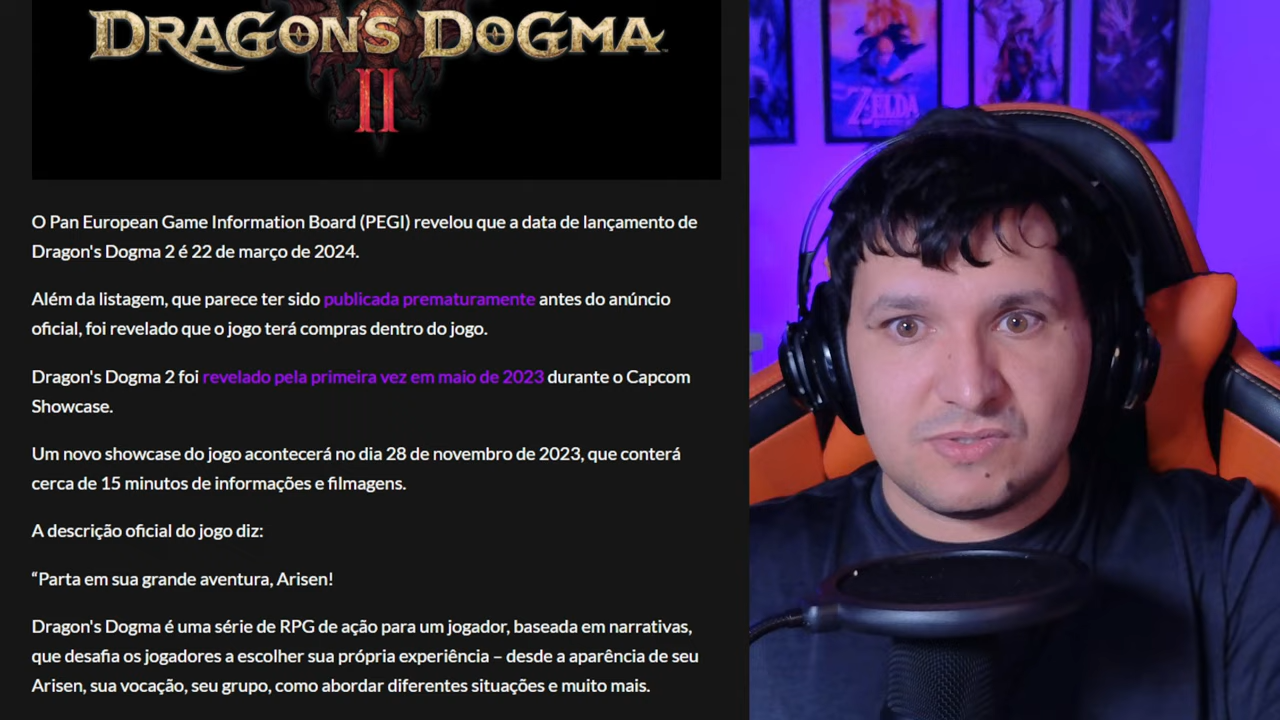 DRAGON'S DOGMA
II
ZELDA
O Pan European Game Information Board (PEGI) revelou que a data de lançamento de
Dragon's Dogma 2 é 22 de março de 2024.
Além da listagem, que parece ter sido publicada prematuramente antes do anúncio
oficial, foi revelado que o jogo terá compras dentro do jogo.
Dragon's Dogma 2 foi revelado pela primeira vez em maio de 2023 durante o Capcom
Showcase.
Um novo showcase do jogo acontecerá no dia 28 de novembro de 2023, que conterá
cerca de 15 minutos de informações e filmagens.
A descrição oficial do jogo diz:
“Parta em sua grande aventura, Arisen!
Dragon's Dogma é uma série de RPG de ação para um jogador, baseada em narrativas,
que desafia os jogadores a escolher sua própria experiência – desde a aparência de seu
Arisen, sua vocação, seu grupo, como abordar diferentes situações e muito mais.